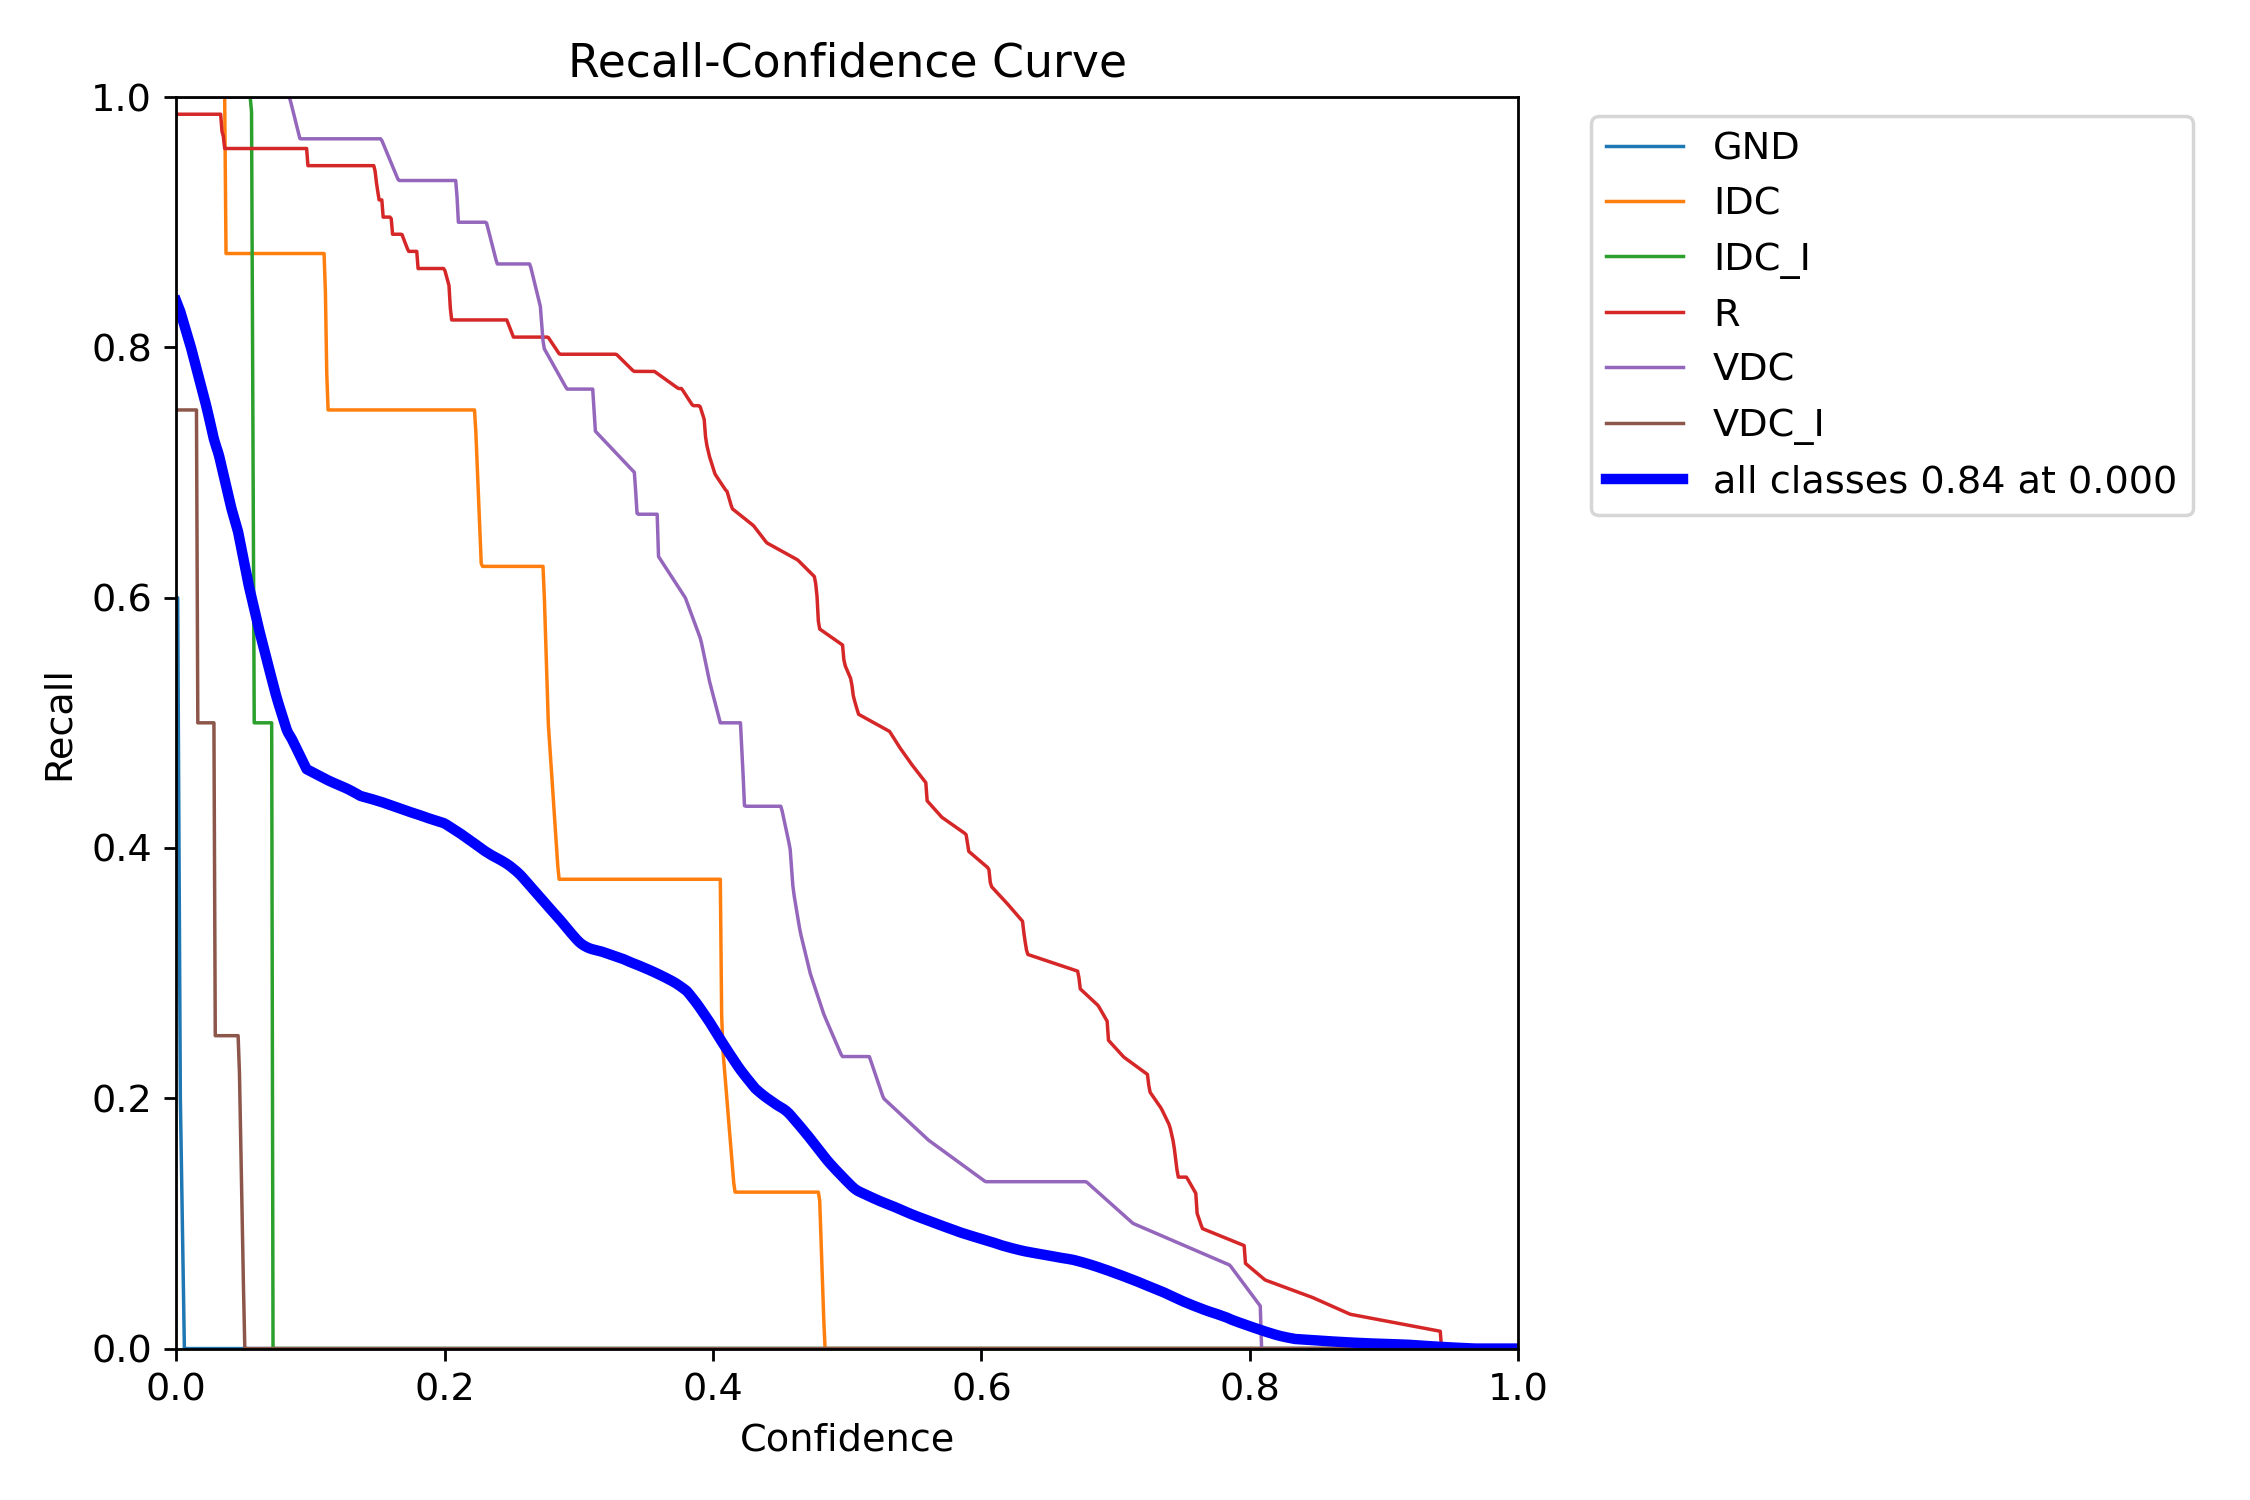 Recall-Confidence Curve
1.0
0.8
0.6
0.4
0.2
0.0
Recall
0.0 0.2 0.4 0.6 0.8 1.0
Confidence
GND
IDC
IDC_I
R
VDC
VDC_I
all classes 0.84 at 0.000